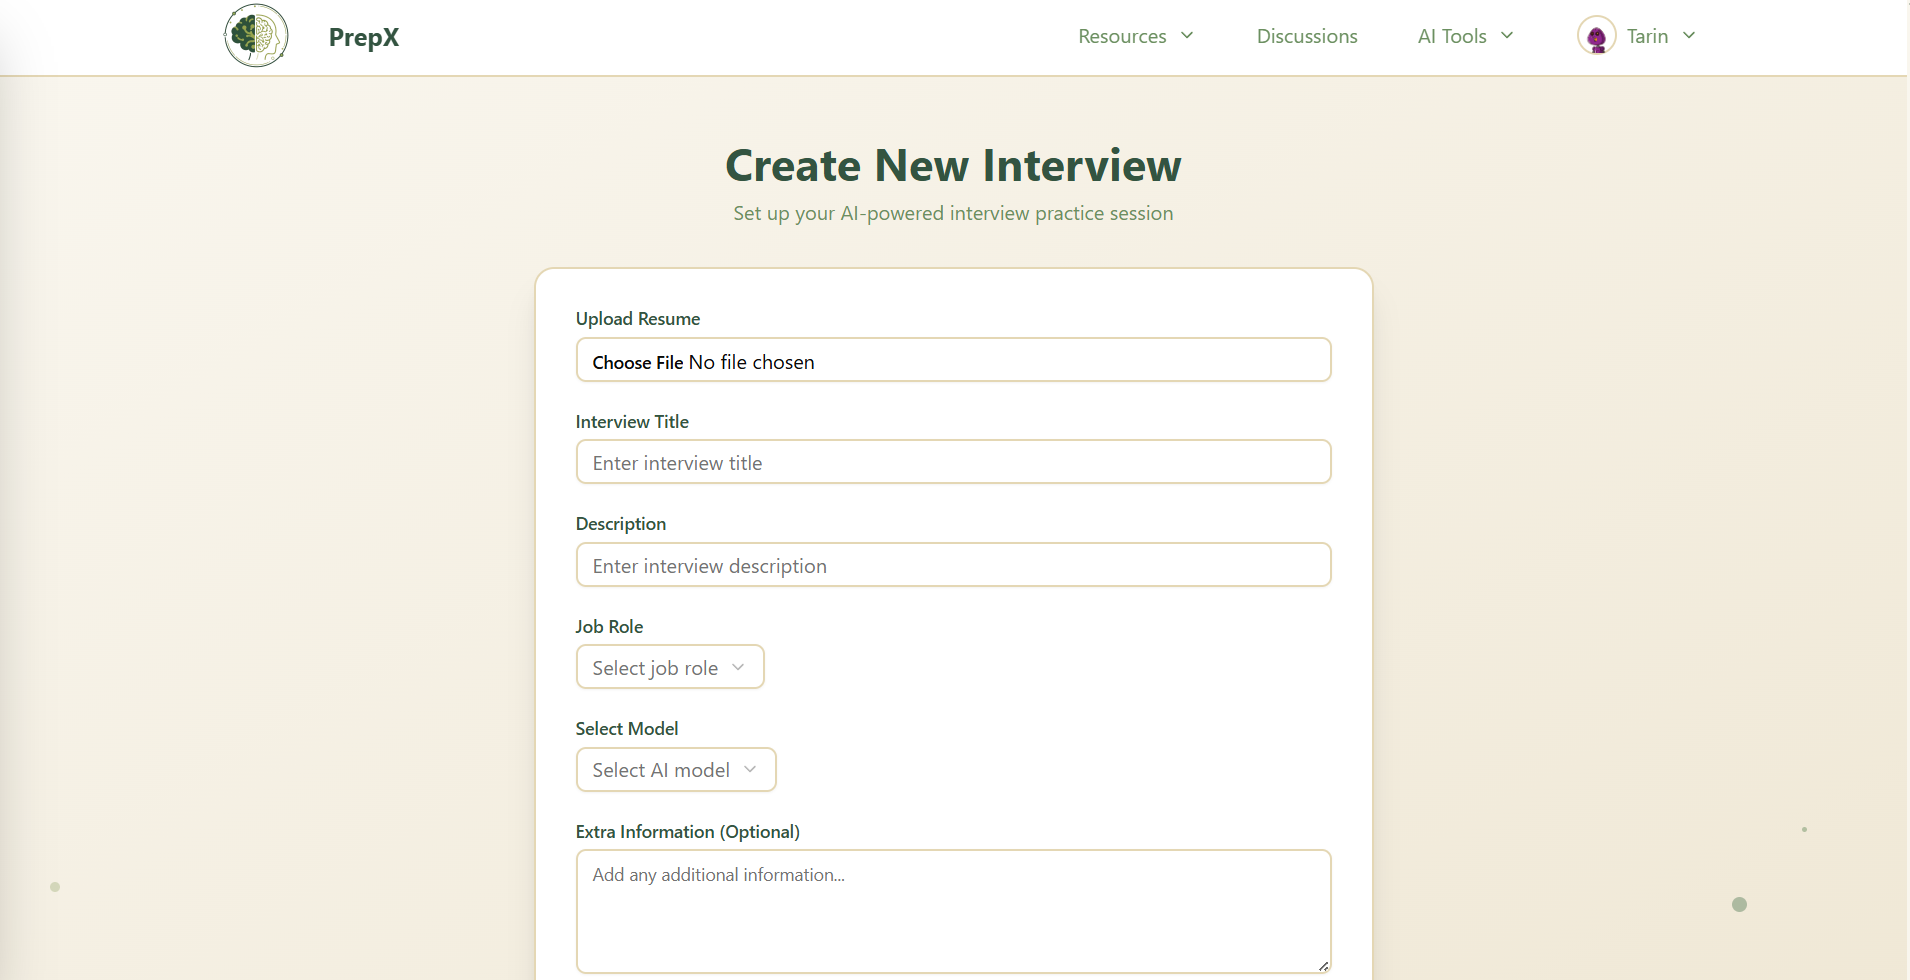 PrepX
Resources
Discussions
AI Tools
Tarin
Create New Interview
Set up your AI-powered interview practice session
Upload Resume
Choose File No file chosen
Interview Title
Enter interview title
Description
Enter interview description
Job Role
Select job role
Select Model
Select AI model
Extra Information (Optional)
Add any additional information...